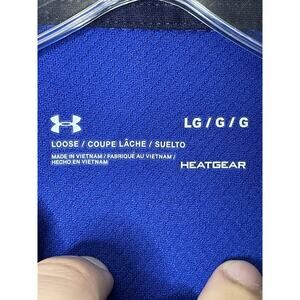 LG / G / G
LOOSE / COUPE LÂCHE / SUELTO
MADE IN VIETNAM / FABRIQUÉ AU VIETNAM /
HECHO EN VIETNAM
HEATGEAR